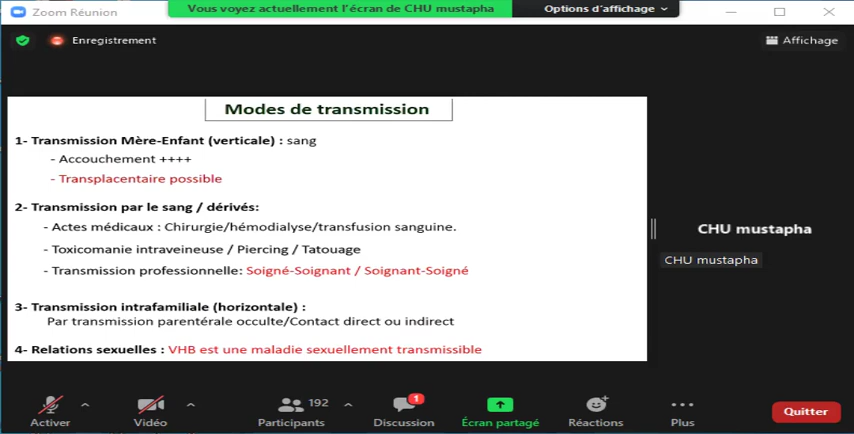 Zoom Réunion
Vous voyez actuellement l'écran de CHU mustapha
Options d'affichage
Enregistrement
Affichage
Modes de transmission
1- Transmission Mère-Enfant (verticale) : sang
- Accouchement ++++
- Transplacentaire possible
2- Transmission par le sang / dérivés:
- Actes médicaux : Chirurgie/hémodialyse/transfusion sanguine.
- Toxicomanie intraveineuse / Piercing / Tatouage
- Transmission professionnelle: Soigné-Soignant / Soignant-Soigné
3- Transmission intrafamiliale (horizontale) :
Par transmission parentérale occulte/Contact direct ou indirect
4- Relations sexuelles : VHB est une maladie sexuellement transmissible
CHU mustapha
CHU mustapha
Activer
Vidéo
192
Participants
1
Discussion
Écran partagé
Réactions
Plus
Quitter